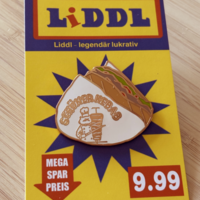 LiDDL
Liddl - legendär lukrativ
MEGA
SPAR
PREIS
9.99